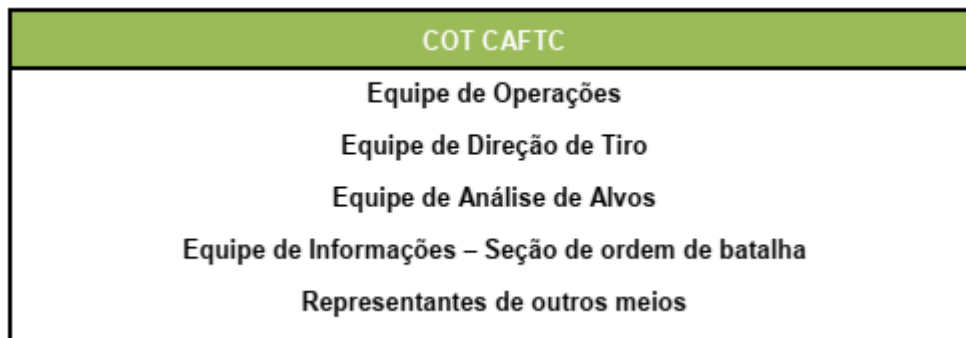 COT CAFTC
Equipe de Operações
Equipe de Direção de Tiro
Equipe de Análise de Alvos
Equipe de Informações – Seção de ordem de batalha
Representantes de outros meios